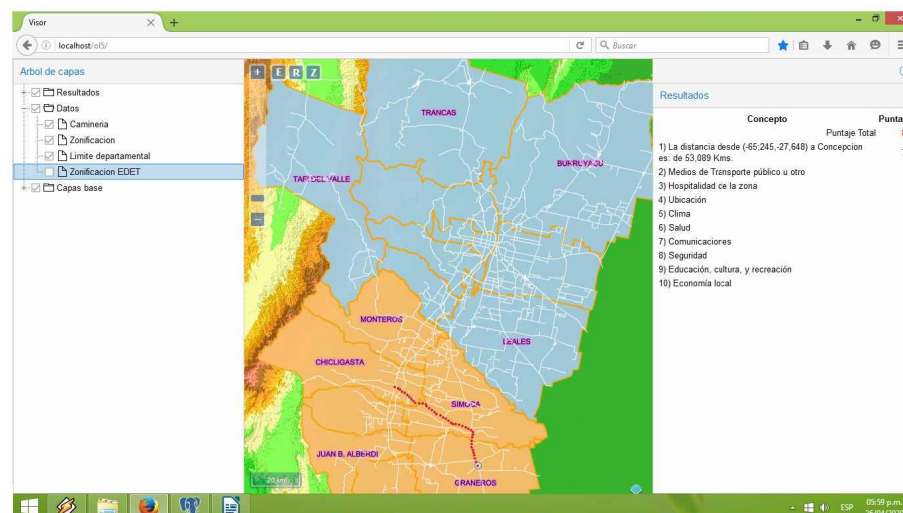 Visor
localhost/ol5/
Buscar
Arbol de capas
Resultados
Datos
Camineria
Zonificacion
Limite departamental
Zonificacion EDET
Capas base
+ E R Z
TRANCAS
BURRUYACU
TAFI DEL VALLE
MONTEROS
LEALES
CHICLIGASTA
SIMOCA
JUAN B. ALBERDI
GRANEROS
20 km
Resultados
Concepto Punta
Puntaje Total
1) La distancia desde (-65,245,-27,648) a Concepcion
es: de 53,089 Kms.
2) Medios de Transporte público u otro
3) Hospitalidad ce la zona
4) Ubicación
5) Clima
6) Salud
7) Comunicaciones
8) Seguridad
9) Educación, cultura, y recreación
10) Economía local
ESP
05:59 p.m.